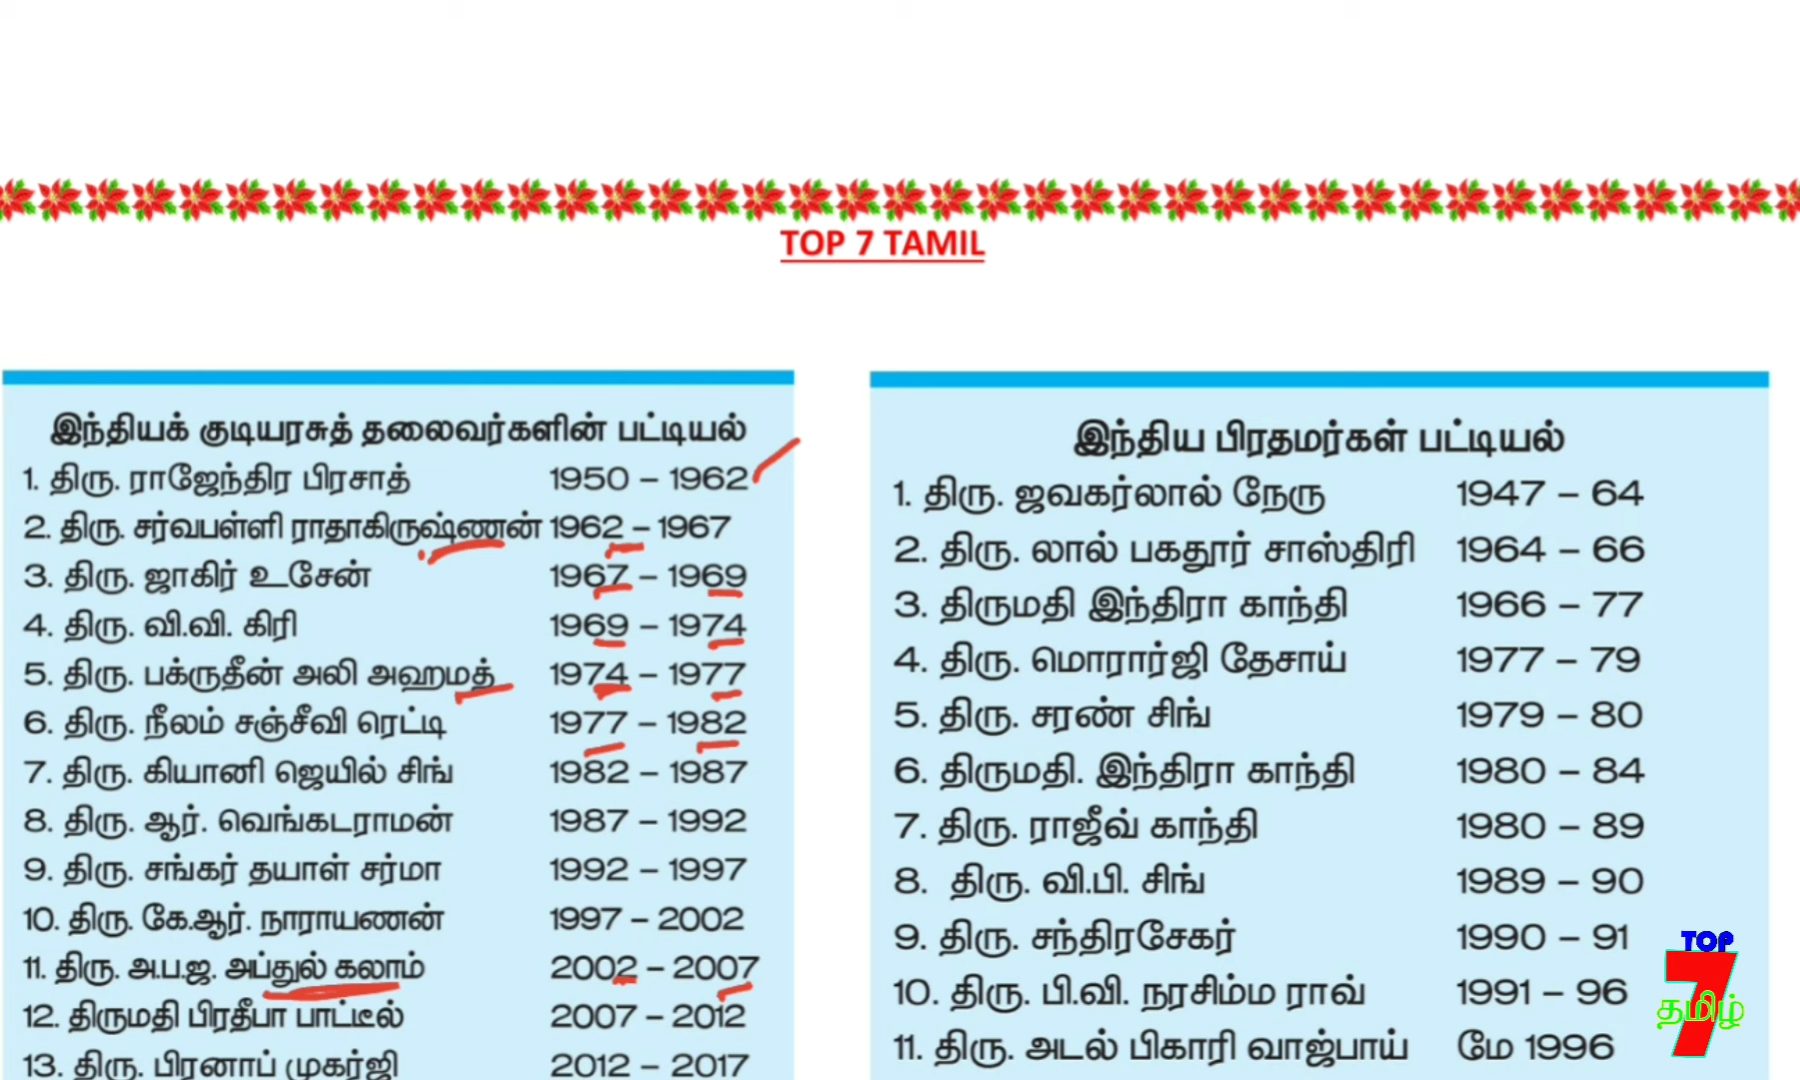 TOP 7 TAMIL
இந்தியக் குடியரசுத் தலைவர்களின் பட்டியல்
1. திரு. ராஜேந்திர பிரசாத் 1950 – 1962
2. திரு. சர்வபள்ளி ராதாகிருஷ்ணன் 1962 – 1967
3. திரு. ஜாகிர் உசேன் 1967 – 1969
4. திரு. வி.வி. கிரி 1969 – 1974
5. திரு. பக்ருதீன் அலி அஹமத் 1974 – 1977
6. திரு. நீலம் சஞ்சீவி ரெட்டி 1977 – 1982
7. திரு. கியானி ஜெயில் சிங் 1982 – 1987
8. திரு. ஆர். வெங்கடராமன் 1987 – 1992
9. திரு. சங்கர் தயாள் சர்மா 1992 – 1997
10. திரு. கே.ஆர். நாராயணன் 1997 – 2002
11. திரு. அ.ப.ஜ. அப்துல் கலாம் 2002 – 2007
12. திருமதி பிரதீபா பாட்டீல் 2007 – 2012
13. திரு. பிரனாப் முகர்ஜி 2012 – 2017
இந்திய பிரதமர்கள் பட்டியல்
1. திரு. ஜவகர்லால் நேரு 1947 – 64
2. திரு. லால் பகதூர் சாஸ்திரி 1964 – 66
3. திருமதி இந்திரா காந்தி 1966 – 77
4. திரு. மொரார்ஜி தேசாய் 1977 – 79
5. திரு. சரண் சிங் 1979 – 80
6. திருமதி. இந்திரா காந்தி 1980 – 84
7. திரு. ராஜீவ் காந்தி 1980 – 89
8. திரு. வி.பி. சிங் 1989 – 90
9. திரு. சந்திரசேகர் 1990 – 91
10. திரு. பி.வி. நரசிம்ம ராவ் 1991 – 96
11. திரு. அடல் பிகாரி வாஜ்பாய் மே 1996
TOP
7
தமிழ்